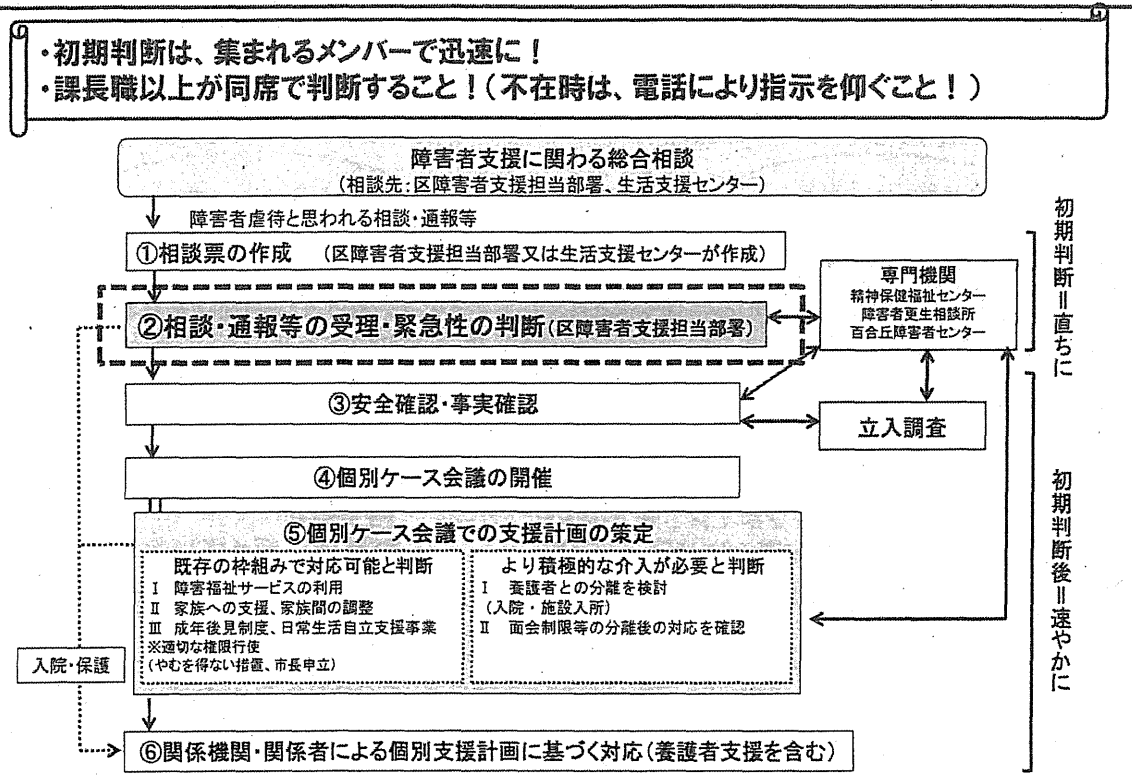 ・初期判断は、集まれるメンバーで迅速に！
・課長職以上が同席で判断すること！（不在時は、電話により指示を仰ぐこと！）
障害者支援に関わる総合相談
（相談先：区障害者支援担当部署、生活支援センター）
障害者虐待と思われる相談・通報等
①相談票の作成　（区障害者支援担当部署又は生活支援センターが作成）
②相談・通報等の受理・緊急性の判断（区障害者支援担当部署）
専門機関
精神保健福祉センター
障害者更生相談所
百合丘障害者センター
初期判断＝直ちに
③安全確認・事実確認
立入調査
④個別ケース会議の開催
⑤個別ケース会議での支援計画の策定
既存の枠組みで対応可能と判断
Ⅰ　障害福祉サービスの利用
Ⅱ　家族への支援、家族間の調整
Ⅲ　成年後見制度、日常生活自立支援事業
※適切な権限行使
（やむを得ない措置、市長申立）
より積極的な介入が必要と判断
Ⅰ　養護者との分離を検討
（入院・施設入所）
Ⅱ　面会制限等の分離後の対応を確認
初期判断後＝速やかに
入院・保護
⑥関係機関・関係者による個別支援計画に基づく対応（養護者支援を含む）